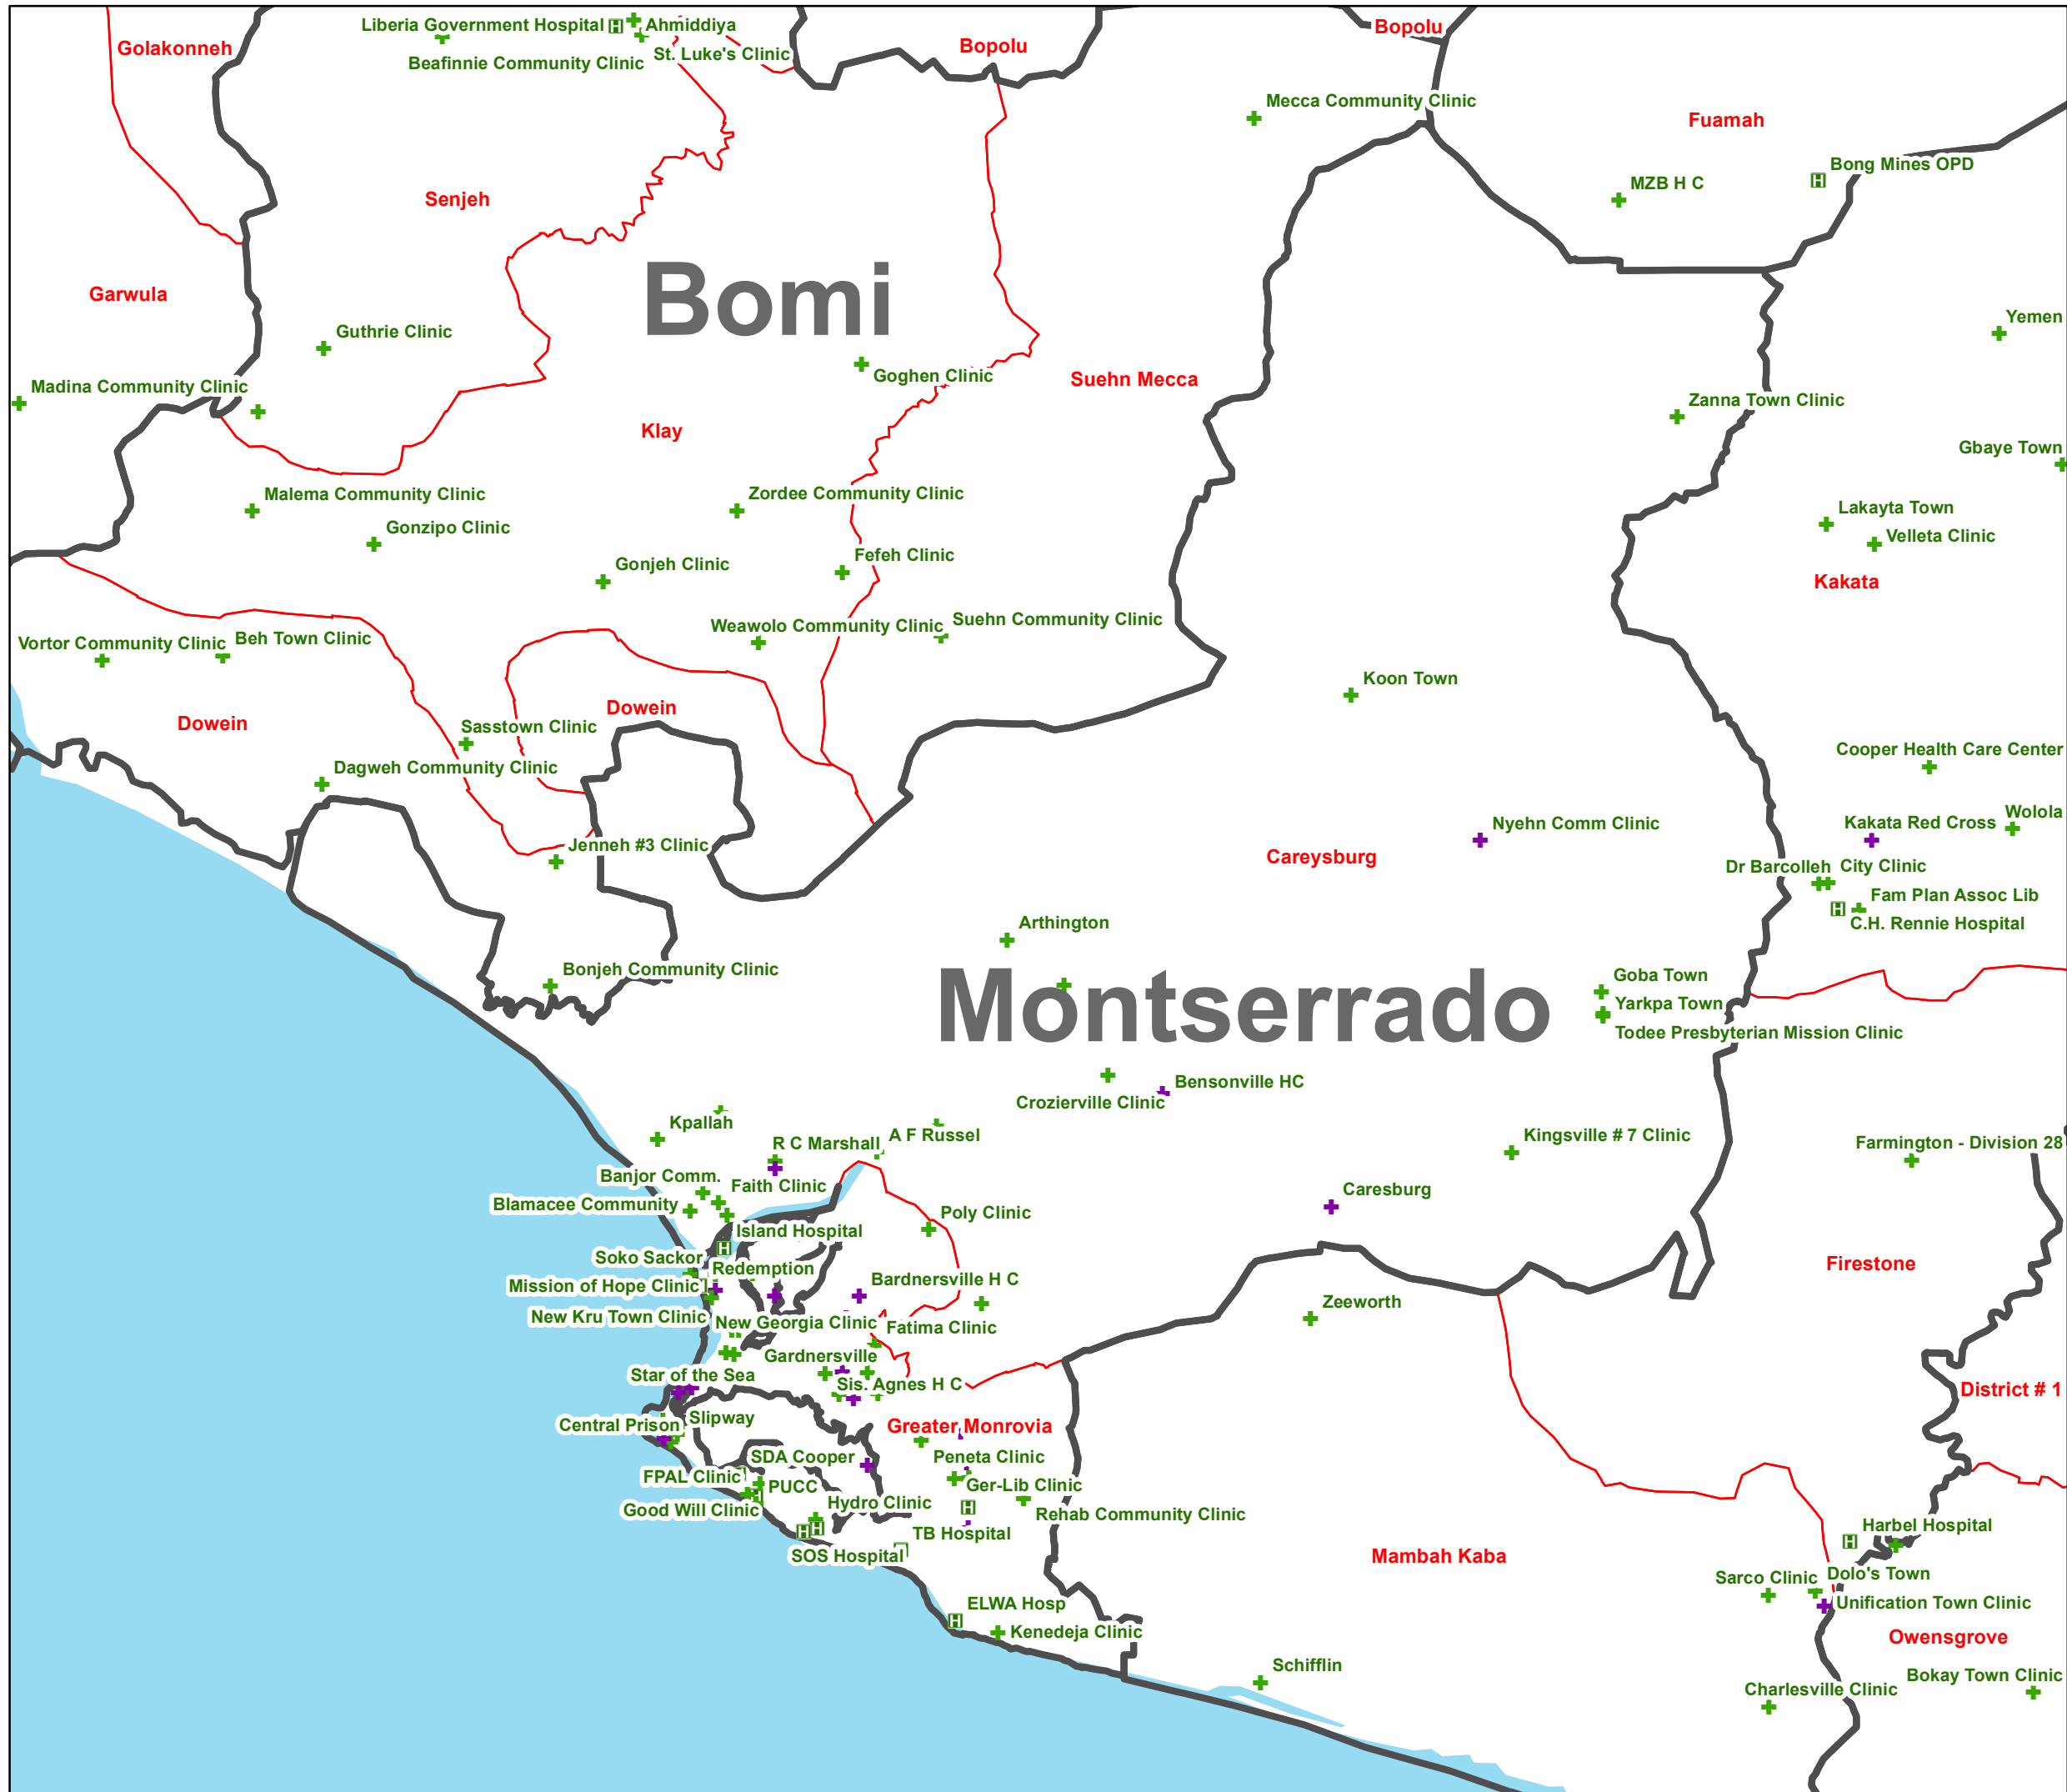 Liberia Government Hospital
Ahmiddiya
Bopolu
Golakonneh
Bopolu
Beafinnie Community Clinic
St. Luke's Clinic
Mecca Community Clinic
Fuamah
Bong Mines OPD
MZB H C
Senjeh
Garwula
Bomi
Yemen
Guthrie Clinic
Goghen Clinic
Suehn Mecca
Madina Community Clinic
Zanna Town Clinic
Klay
Gbaye Town
Malema Community Clinic
Zordee Community Clinic
Lakayta Town
Gonzipo Clinic
Velleta Clinic
Fefeh Clinic
Gonjeh Clinic
Kakata
Suehn Community Clinic
Weawolo Community Clinic
Vortor Community Clinic
Beh Town Clinic
Koon Town
Dowein
Dowein
Sasstown Clinic
Cooper Health Care Center
Dagweh Community Clinic
Wolola
Nyehn Comm Clinic
Kakata Red Cross
Jenneh #3 Clinic
Careysburg
Dr Barcolleh
City Clinic
Fam Plan Assoc Lib
Arthington
C.H. Rennie Hospital
Bonjeh Community Clinic
Goba Town
Montserrado
Yarkpa Town
Todee Presbyterian Mission Clinic
Bensonville HC
Crozierville Clinic
Kpallah
A F Russel
Kingsville # 7 Clinic
R C Marshall
Farmington - Division 28
Banjor Comm.
Faith Clinic
Caresburg
Blamacee Community
Poly Clinic
Island Hospital
Soko Sackor
Redemption
Firestone
Bardnersville H C
Mission of Hope Clinic
Zeeworth
New Kru Town Clinic
New Georgia Clinic
Fatima Clinic
Gardnersville
Star of the Sea
Sis. Agnes H C
District # 1
Slipway
Central Prison
Greater Monrovia
SDA Cooper
Peneta Clinic
FPAL Clinic
PUCC
Ger-Lib Clinic
Hydro Clinic
Good Will Clinic
Rehab Community Clinic
Harbel Hospital
TB Hospital
SOS Hospital
Mambah Kaba
Dolo's Town
Sarco Clinic
ELWA Hosp
Unification Town Clinic
Kenedeja Clinic
Owensgrove
Schifflin
Bokay Town Clinic
Charlesville Clinic